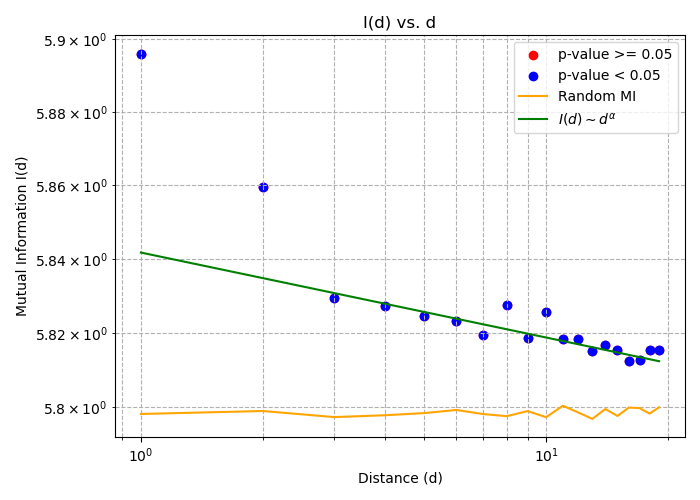 I(d) vs. d
Mutual Information I(d)
5.9 × 10⁰
5.88 × 10⁰
5.86 × 10⁰
5.84 × 10⁰
5.82 × 10⁰
5.8 × 10⁰
p-value >= 0.05
p-value < 0.05
Random MI
I(d) ~ d^α
10⁰
10¹
Distance (d)